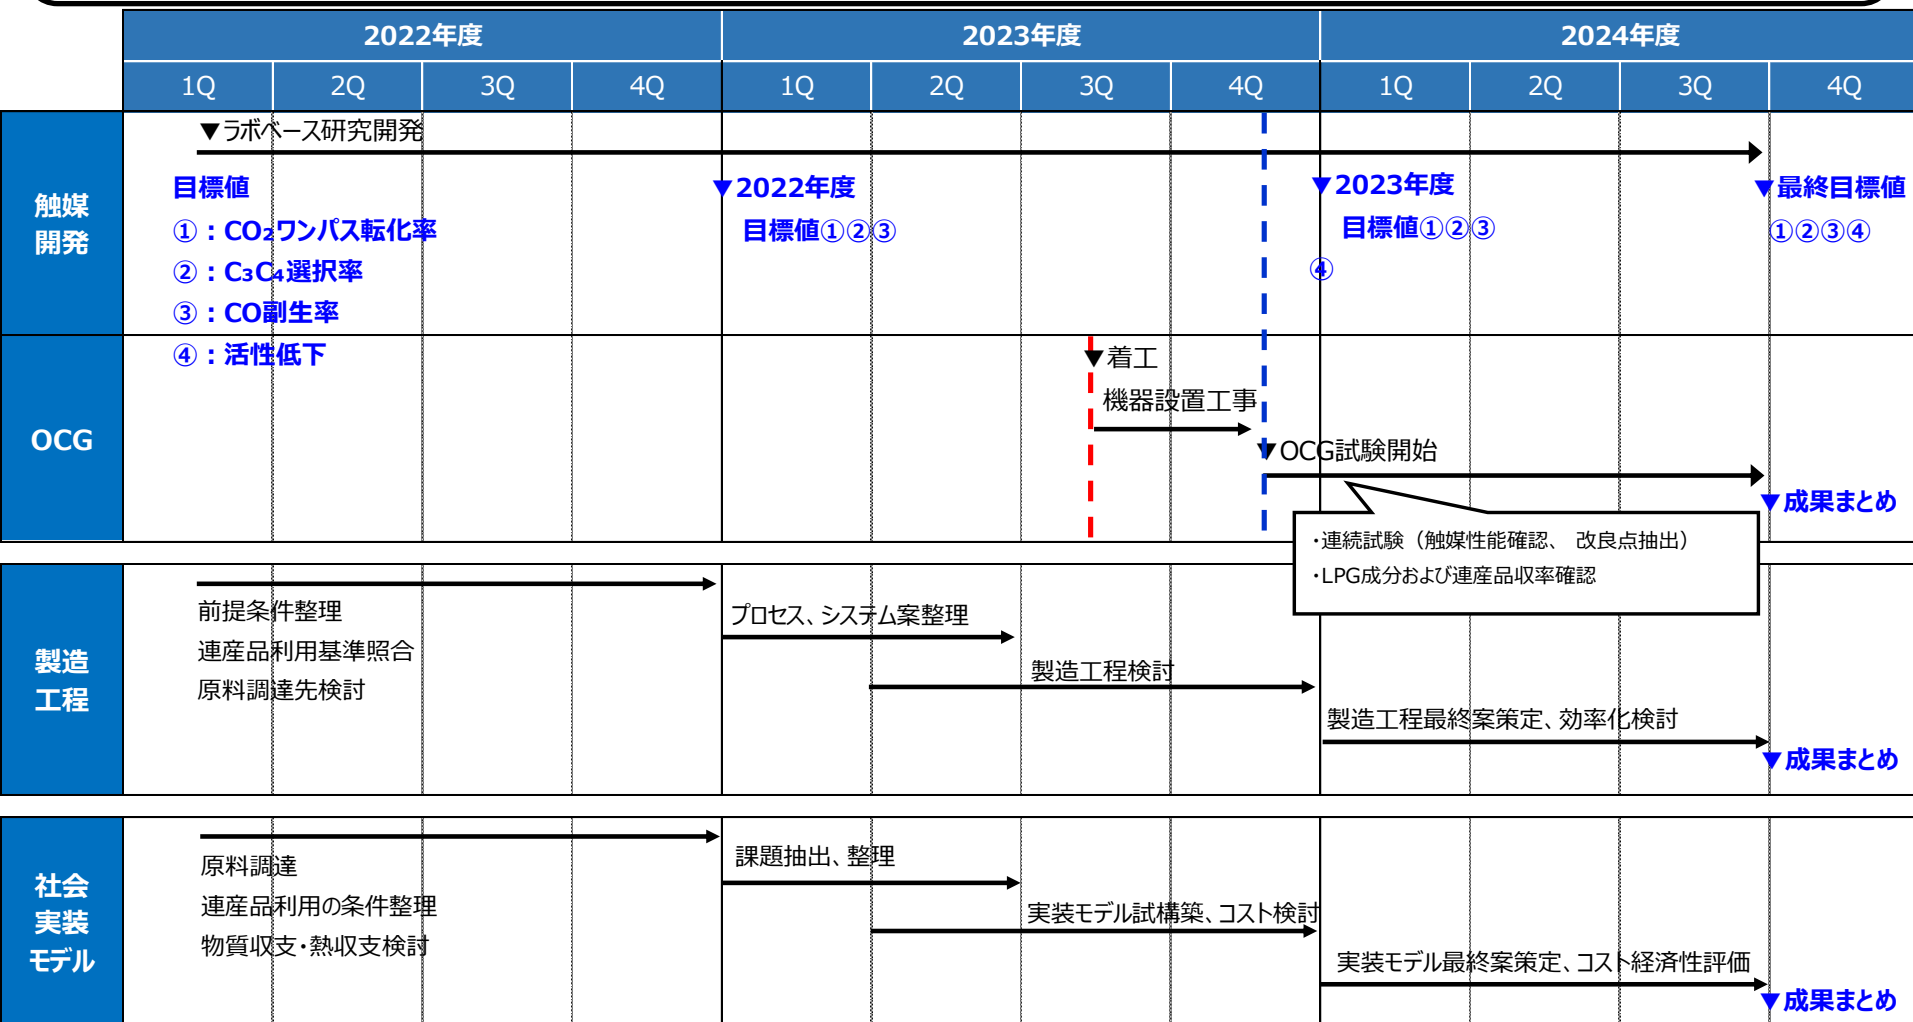 2022年度
2023年度
2024年度
1Q 2Q 3Q 4Q 1Q 2Q 3Q 4Q 1Q 2Q 3Q 4Q
触媒
開発
▼ラボベース研究開発
目標値
①：CO₂ワンパス転化率
②：C₃C₄選択率
③：CO副生率
④：活性低下
▼2022年度
目標値①②③
▼2023年度
目標値①②③
④
▼最終目標値
①②③④
OCG
▼着工
機器設置工事
▼OCG試験開始
▼成果まとめ
・連続試験（触媒性能確認、 改良点抽出）
・LPG成分および連産品収率確認
製造
工程
前提条件整理
連産品利用基準照合
原料調達先検討
プロセス、システム案整理
製造工程検討
製造工程最終案策定、効率化検討
▼成果まとめ
社会
実装
モデル
原料調達
連産品利用の条件整理
物質収支・熱収支検討
課題抽出、整理
実装モデル試構築、コスト検討
実装モデル最終案策定、コスト経済性評価
▼成果まとめ